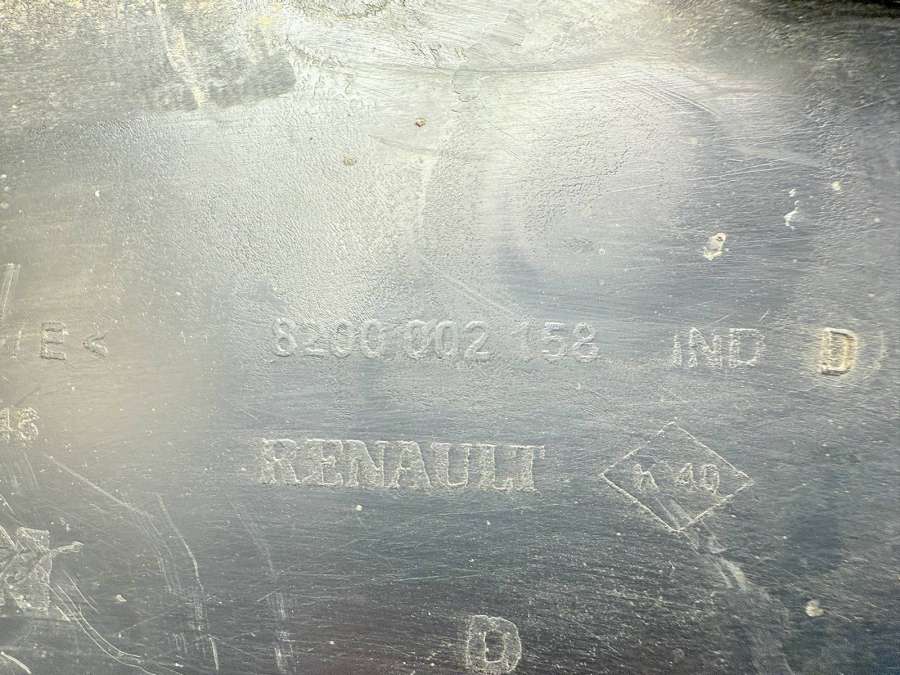 E< 8200 002 158 IND D
RENAULT K 40
D